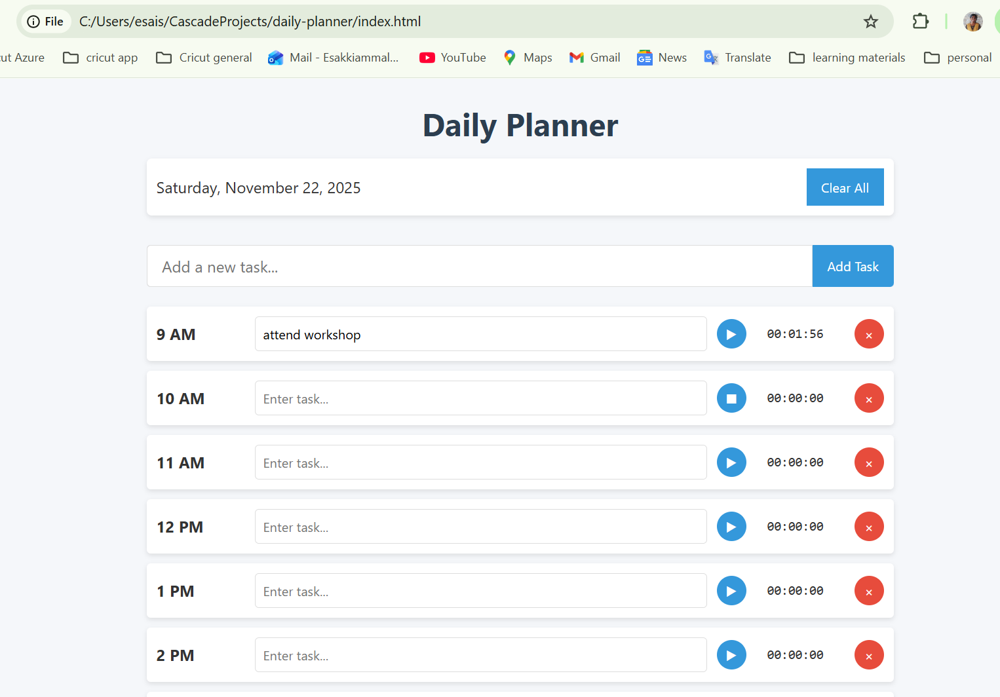 File C:/Users/esais/CascadeProjects/daily-planner/index.html
cut Azure cricut app Cricut general Mail - Esakkiammal... YouTube Maps Gmail News Translate learning materials personal
Daily Planner
Saturday, November 22, 2025 Clear All
Add a new task... Add Task
9 AM attend workshop 00:01:56 ×
10 AM Enter task... 00:00:00 ×
11 AM Enter task... 00:00:00 ×
12 PM Enter task... 00:00:00 ×
1 PM Enter task... 00:00:00 ×
2 PM Enter task... 00:00:00 ×